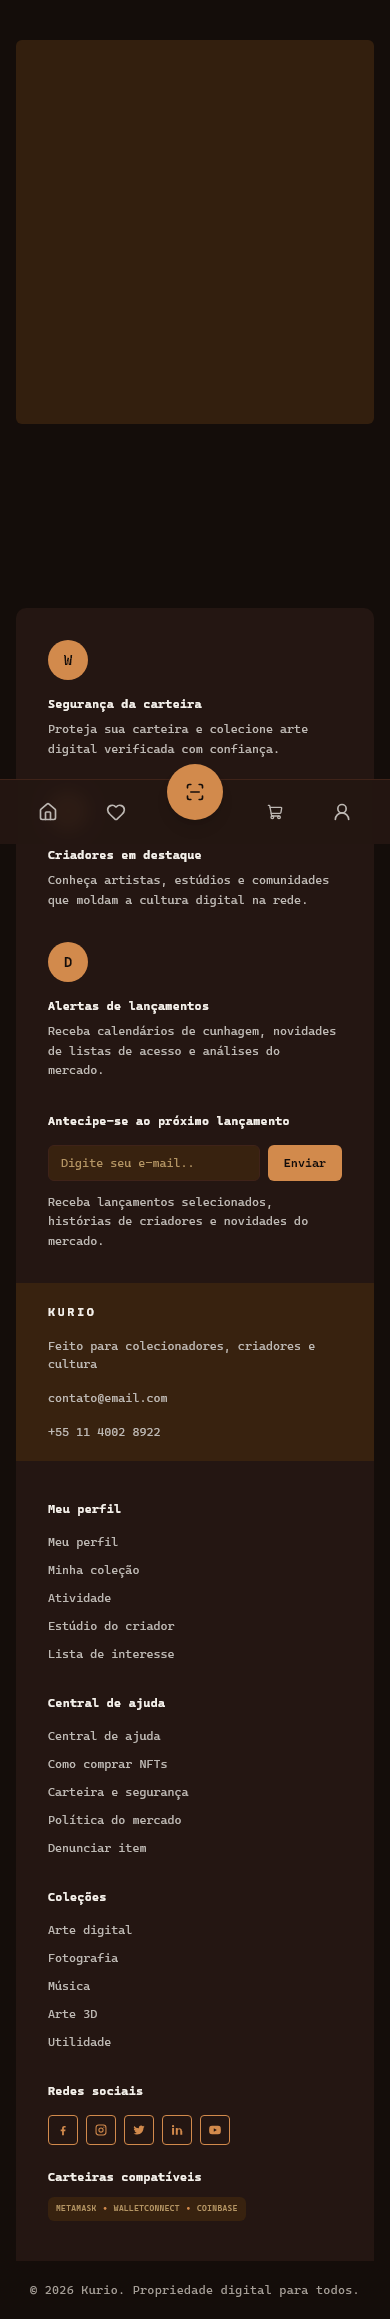 W
Segurança da carteira
Proteja sua carteira e colecione arte
digital verificada com confiança.
Criadores em destaque
Conheça artistas, estúdios e comunidades
que moldam a cultura digital na rede.
D
Alertas de lançamentos
Receba calendários de cunhagem, novidades
de listas de acesso e análises do
mercado.
Antecipe-se ao próximo lançamento
Digite seu e-mail..
Enviar
Receba lançamentos selecionados,
histórias de criadores e novidades do
mercado.
KURIO
Feito para colecionadores, criadores e
cultura
contato@email.com
+55 11 4002 8922
Meu perfil
Meu perfil
Minha coleção
Atividade
Estúdio do criador
Lista de interesse
Central de ajuda
Central de ajuda
Como comprar NFTs
Carteira e segurança
Política do mercado
Denunciar item
Coleções
Arte digital
Fotografia
Música
Arte 3D
Utilidade
Redes sociais
Carteiras compatíveis
METAMASK • WALLETCONNECT • COINBASE
© 2026 Kurio. Propriedade digital para todos.